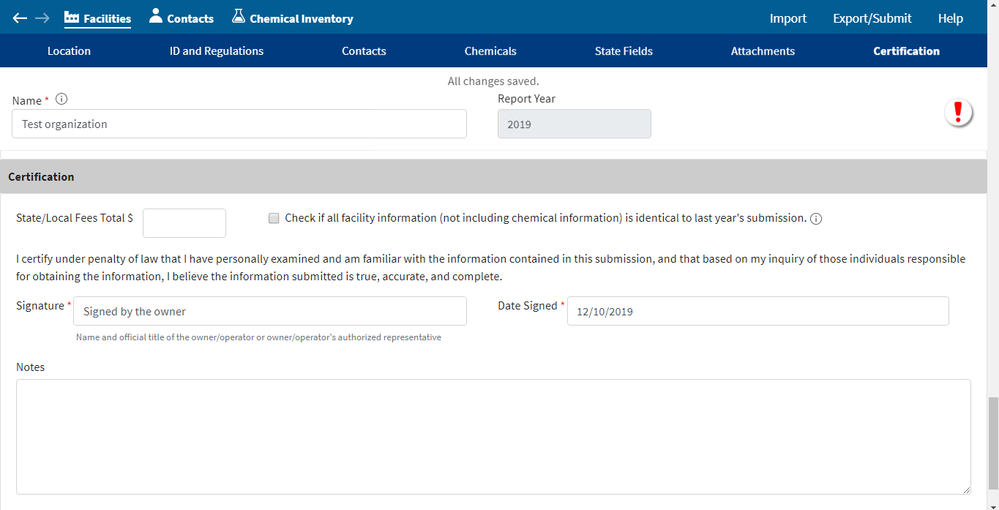 Facilities Contacts Chemical Inventory Import Export/Submit Help
Location ID and Regulations Contacts Chemicals State Fields Attachments Certification
All changes saved.
Name * Report Year
Test organization 2019
Certification
State/Local Fees Total $ Check if all facility information (not including chemical information) is identical to last year's submission.
I certify under penalty of law that I have personally examined and am familiar with the information contained in this submission, and that based on my inquiry of those individuals responsible
for obtaining the information, I believe the information submitted is true, accurate, and complete.
Signature * Signed by the owner Date Signed * 12/10/2019
Name and official title of the owner/operator or owner/operator's authorized representative
Notes